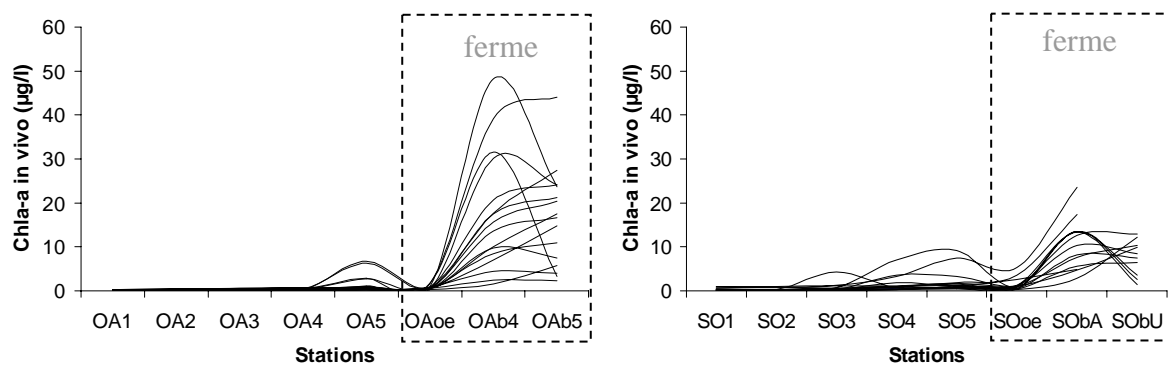 60
50
40
30
20
10
0
Chla-a in vivo (µg/l)
ferme
OA1 OA2 OA3 OA4 OA5 OAoe OAb4 OAb5
Stations
60
50
40
30
20
10
0
Chla-a in vivo (µg/l)
ferme
SO1 SO2 SO3 SO4 SO5 SOoe SObA SObU
Stations